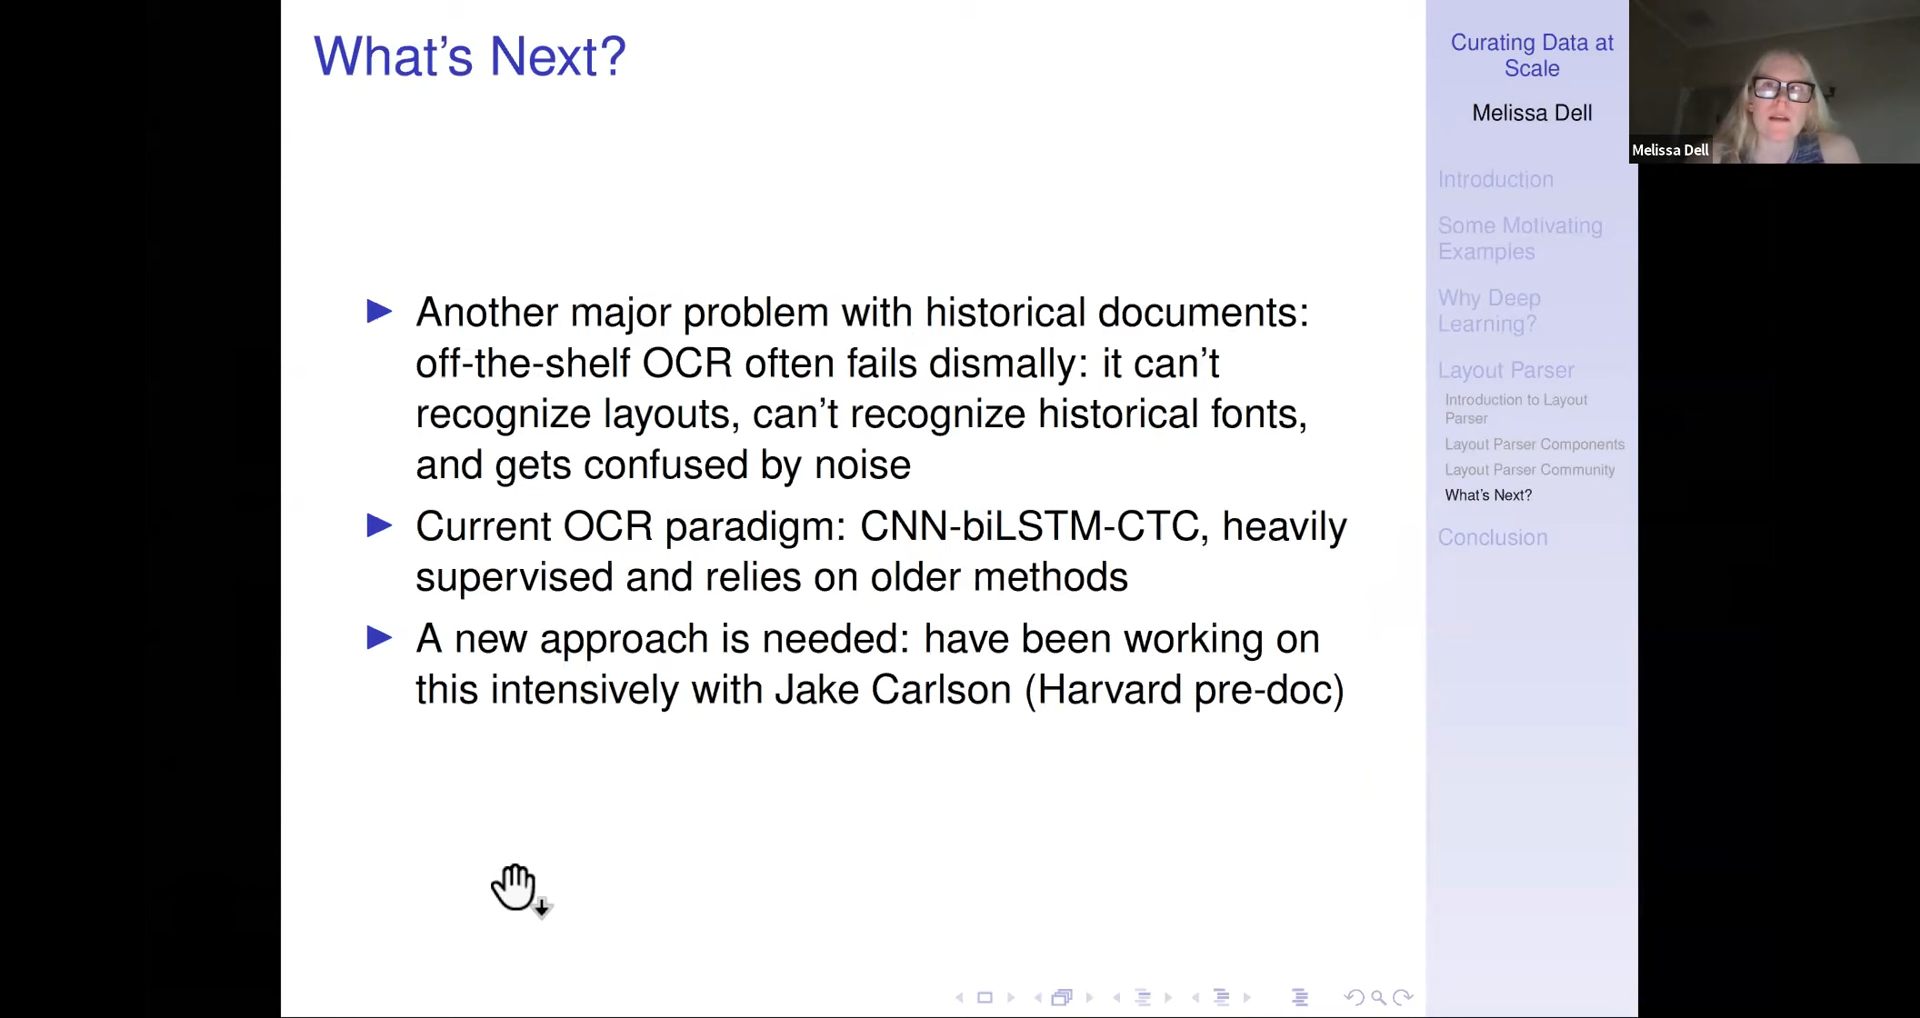 What's Next?
Another major problem with historical documents:
off-the-shelf OCR often fails dismally: it can't
recognize layouts, can't recognize historical fonts,
and gets confused by noise
Current OCR paradigm: CNN-biLSTM-CTC, heavily
supervised and relies on older methods
A new approach is needed: have been working on
this intensively with Jake Carlson (Harvard pre-doc)
Curating Data at
Scale
Melissa Dell
Introduction
Some Motivating
Examples
Why Deep
Learning?
Layout Parser
Introduction to Layout
Parser
Layout Parser Components
Layout Parser Community
What's Next?
Conclusion
Melissa Dell